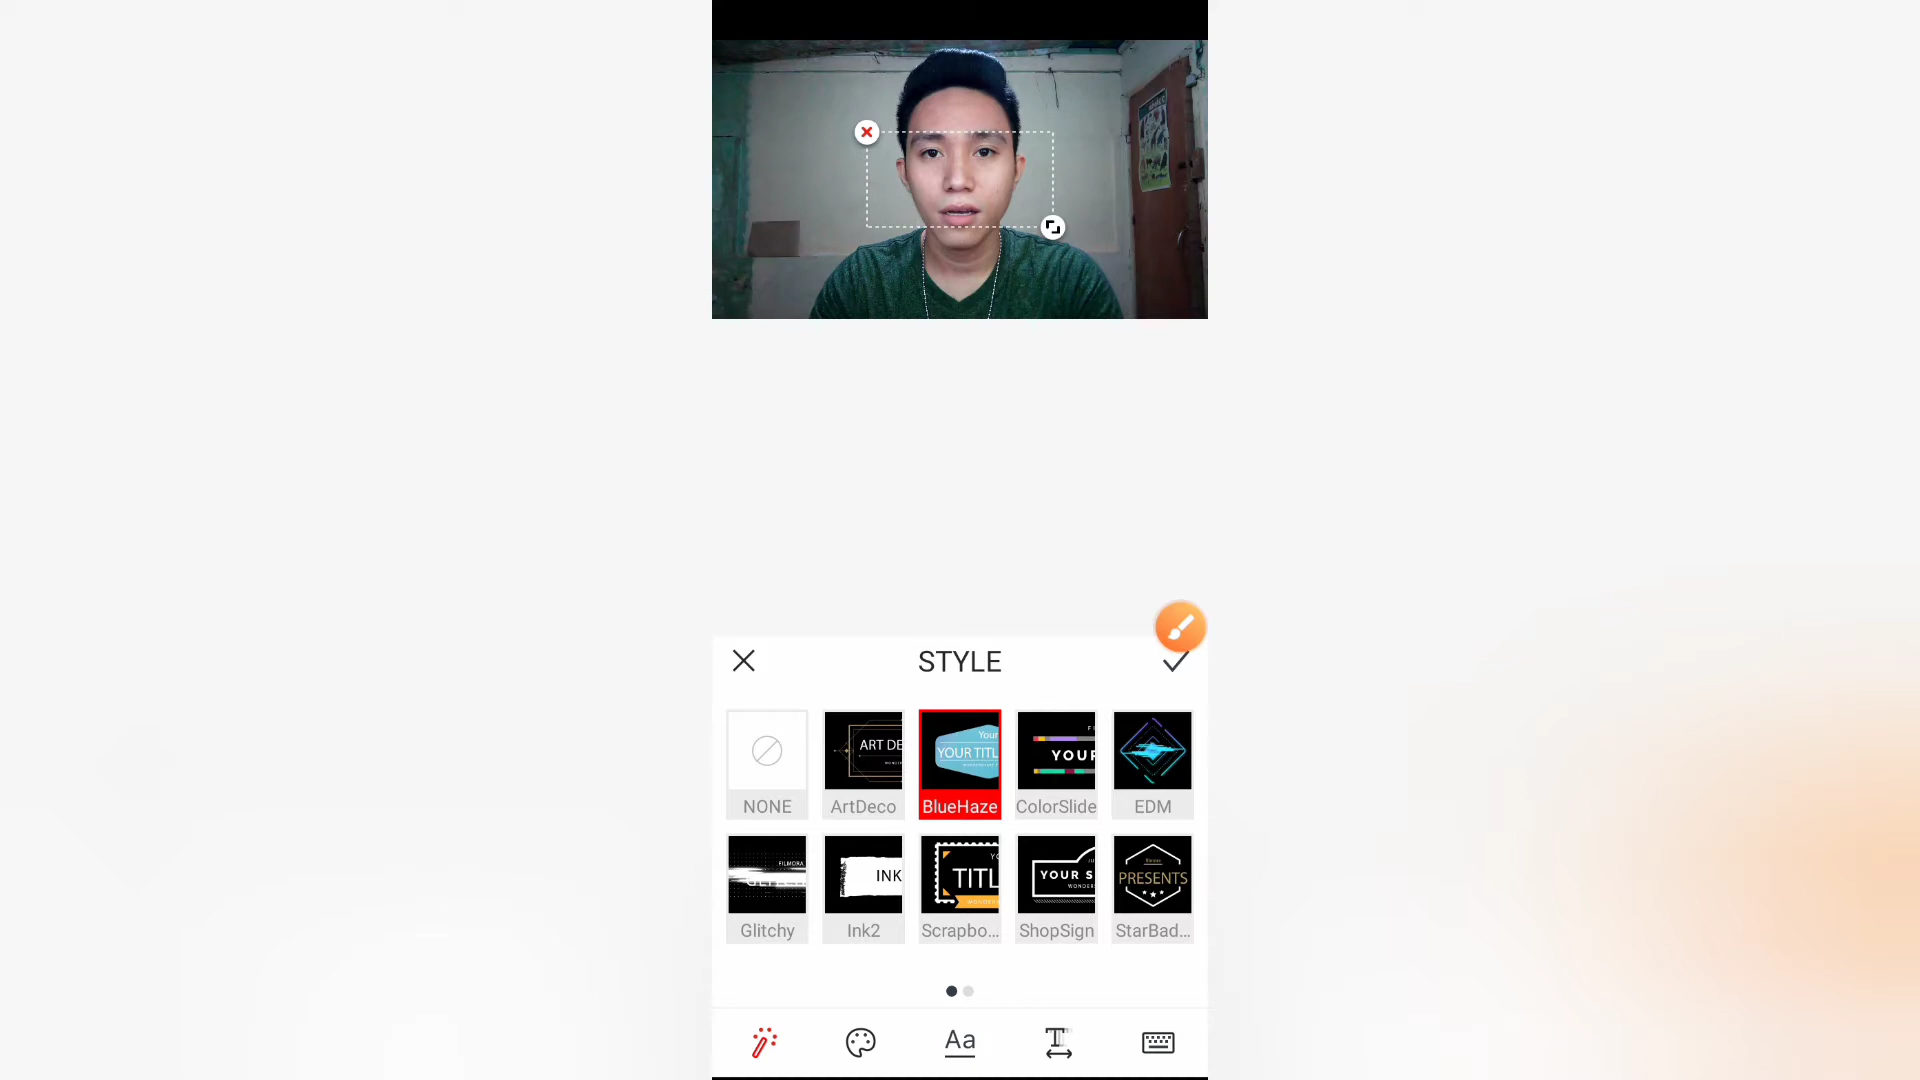 STYLE
ART DE
Your
YOUR TITL
YOUR
NONE
ArtDeco
BlueHaze
ColorSlide
EDM
FILMORA
INK
TITL
YOUR S
PRESENTS
Glitchy
Ink2
Scrapbo...
ShopSign
StarBad...
Aa